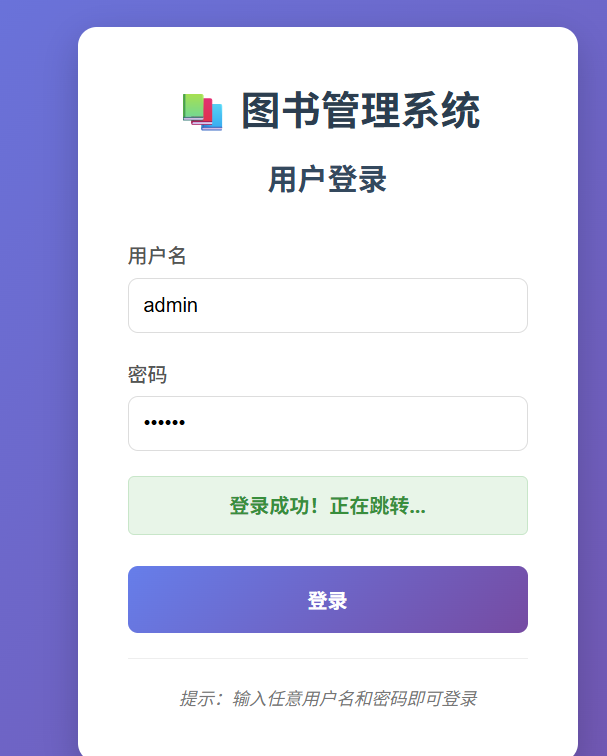 图书管理系统
用户登录
用户名
admin
密码
••••••
登录成功！正在跳转...
登录
提示：输入任意用户名和密码即可登录